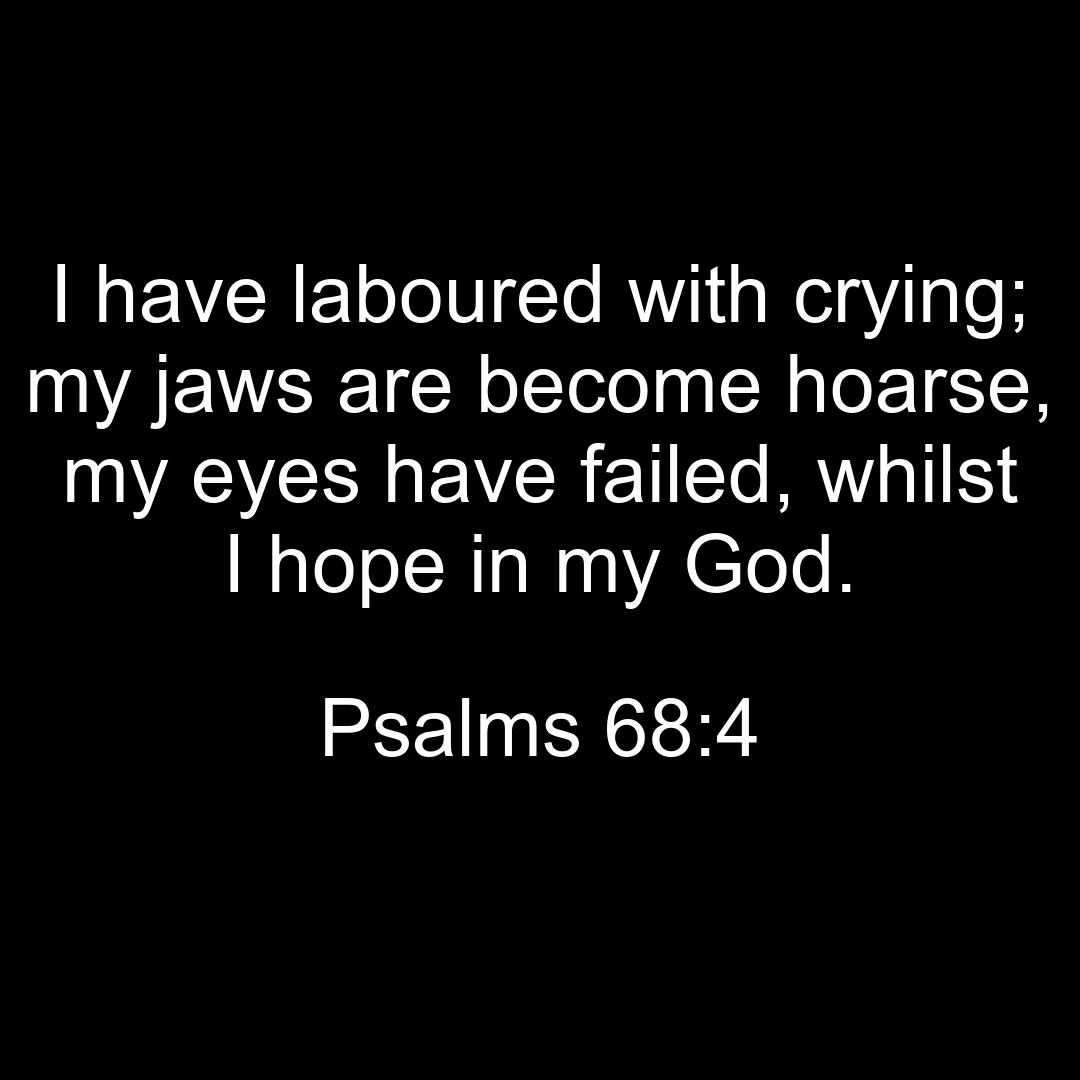 I have laboured with crying;
my jaws are become hoarse,
my eyes have failed, whilst
I hope in my God.
Psalms 68:4